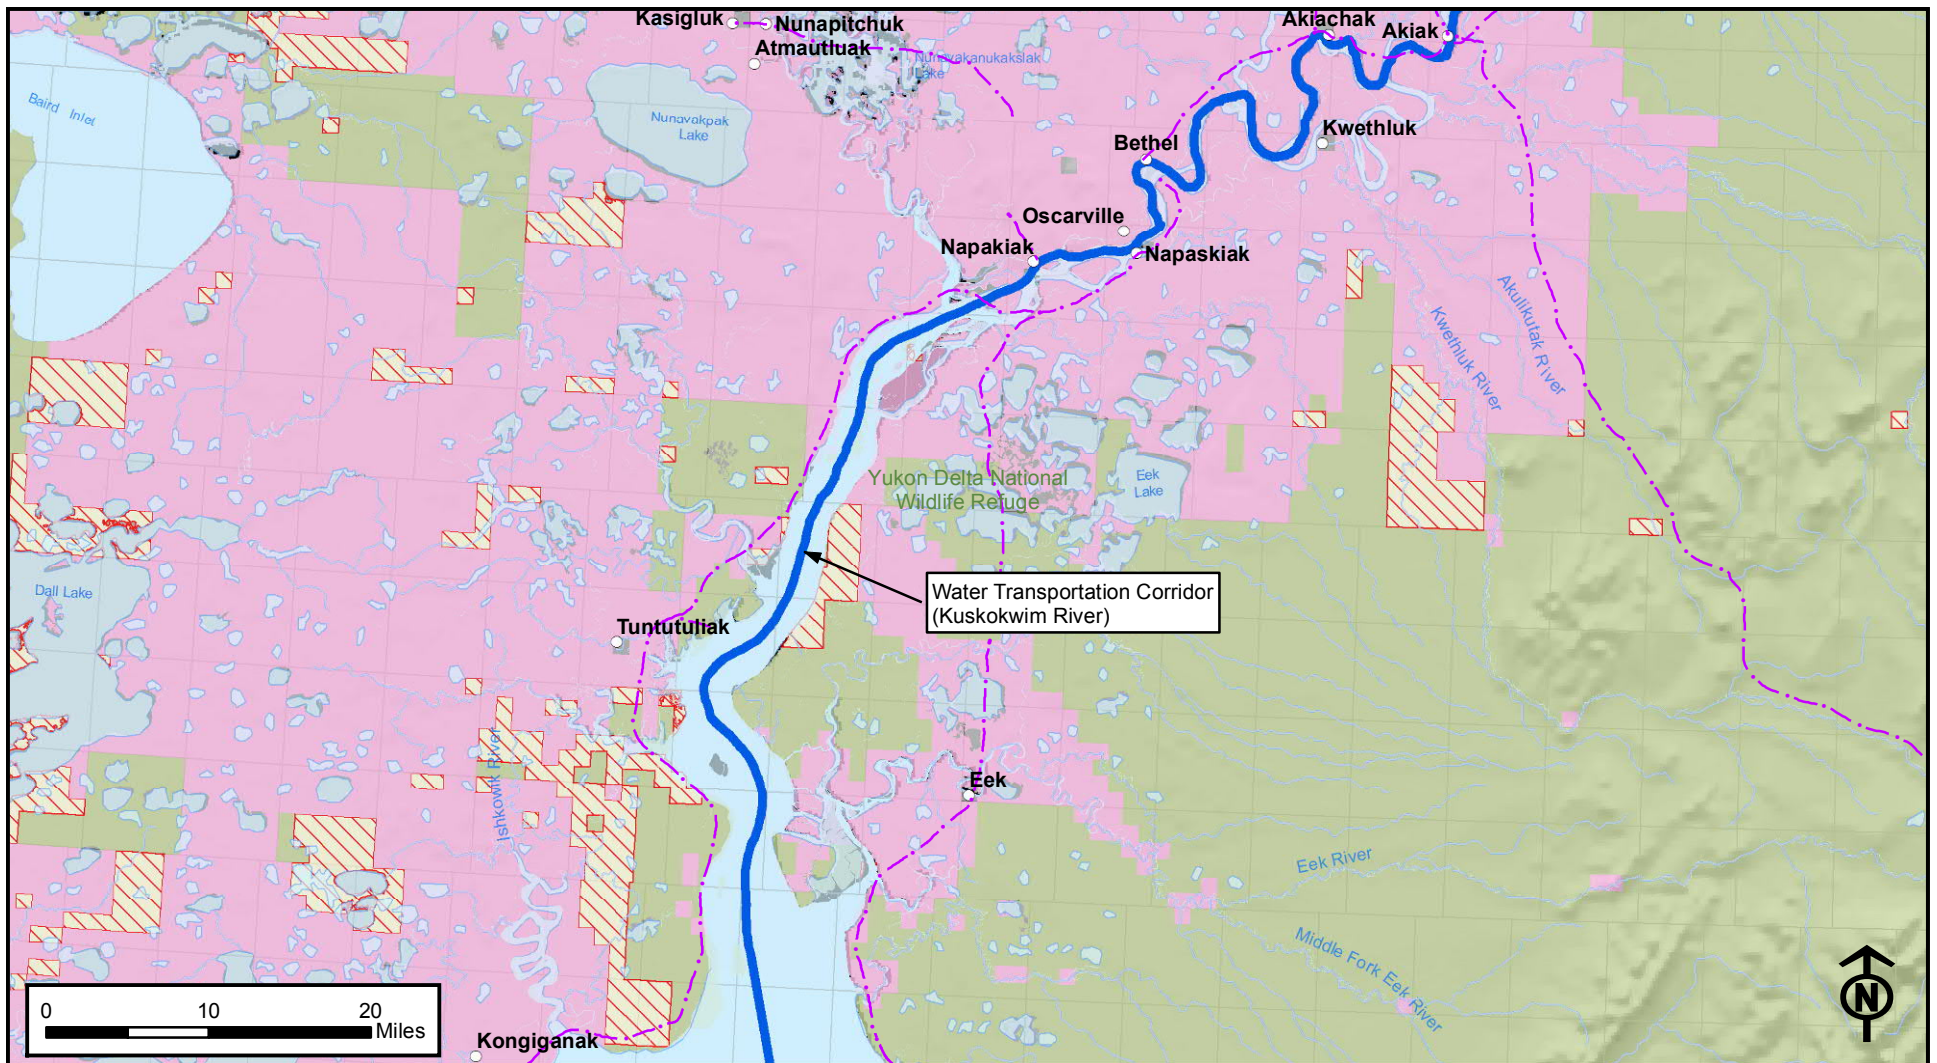 Kasigluk
Nunapitchuk
Akiachak
Akiak
Atmautluak
Nunavakanukakslak
Lake
Baird Inlet
Nunavakpak
Lake
Kwethluk
Bethel
Oscarville
Napakiak
Napaskiak
Akulikutak River
Kwethluk River
Yukon Delta National
Wildlife Refuge
Eek
Lake
Dall Lake
Water Transportation Corridor
(Kuskokwim River)
Tuntutuliak
Ishkowik River
Eek
Eek River
Middle Fork Eek River
N
0 10 20
Miles
Kongiganak